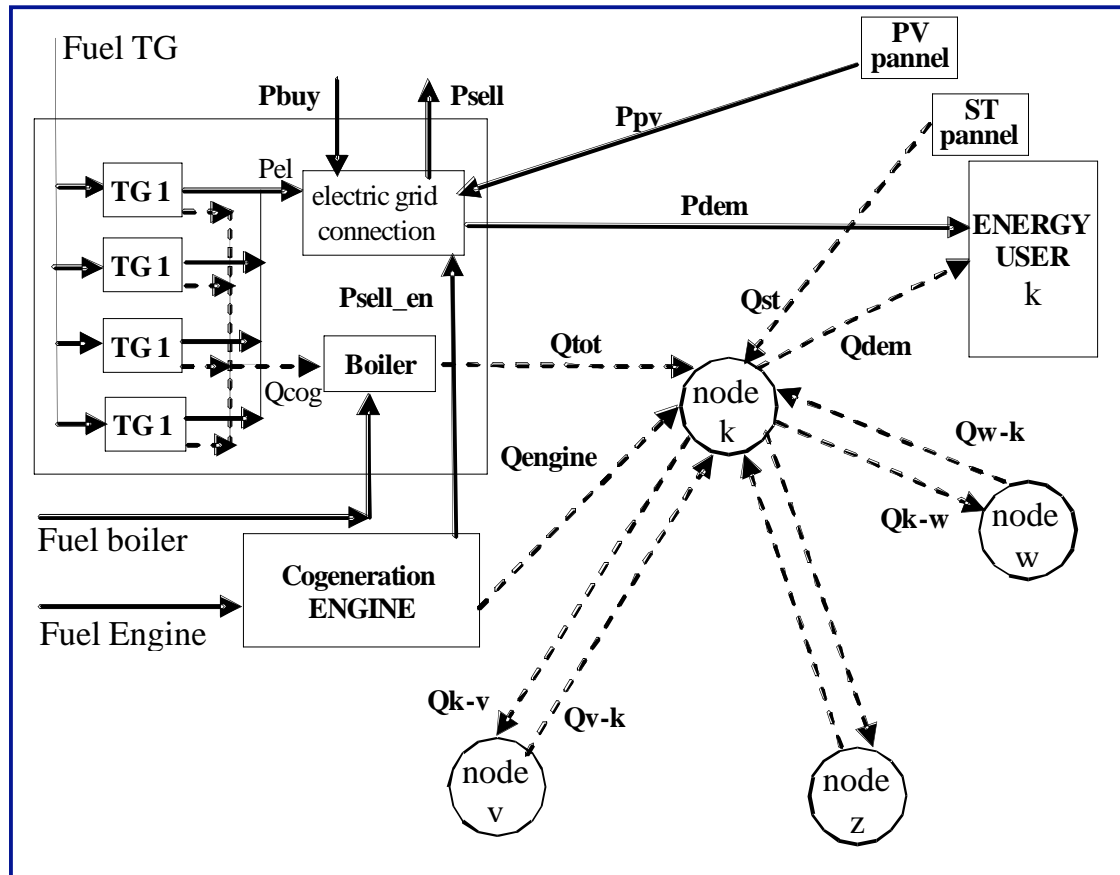 Fuel TG
PV
pannel
Pbuy
Psell
Ppv
ST
pannel
Pel
TG 1
electric grid
connection
Pdem
ENERGY
USER
k
TG 1
Psell_en
Qst
Qdem
TG 1
Boiler
Qtot
Qcog
node
k
TG 1
Qengine
Qw-k
Qk-w
node
w
Fuel boiler
Cogeneration
ENGINE
Fuel Engine
Qk-v
Qv-k
node
v
node
z